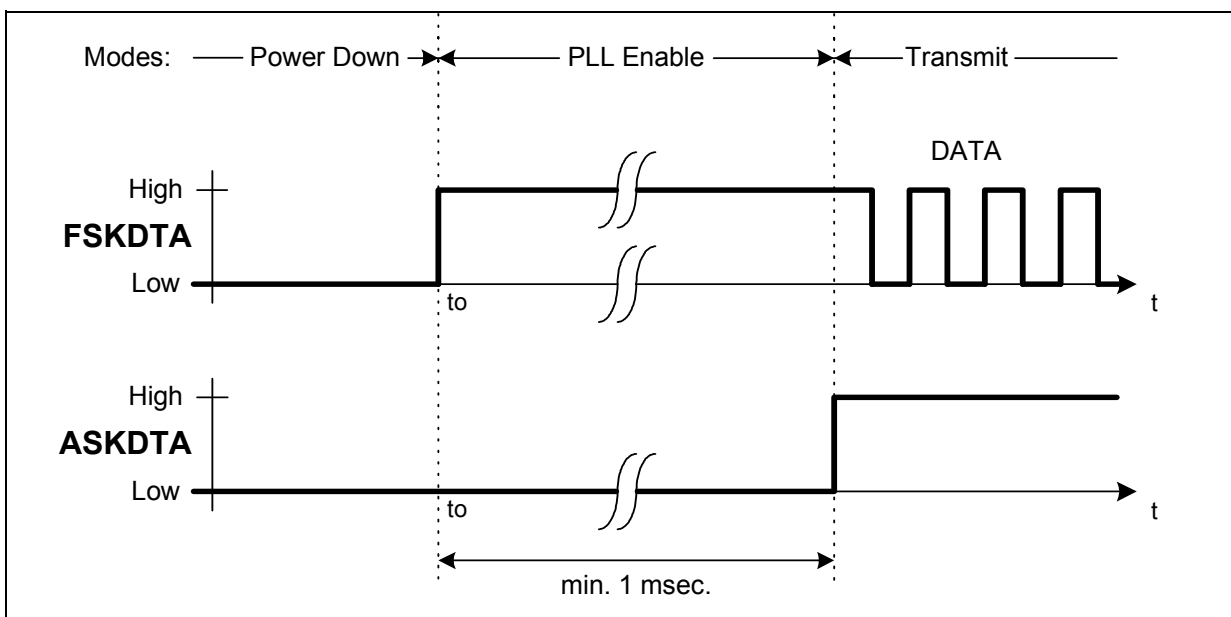 Modes: Power Down PLL Enable Transmit
DATA
High
FSKDTA
Low
to
t
High
ASKDTA
Low
to
t
min. 1 msec.